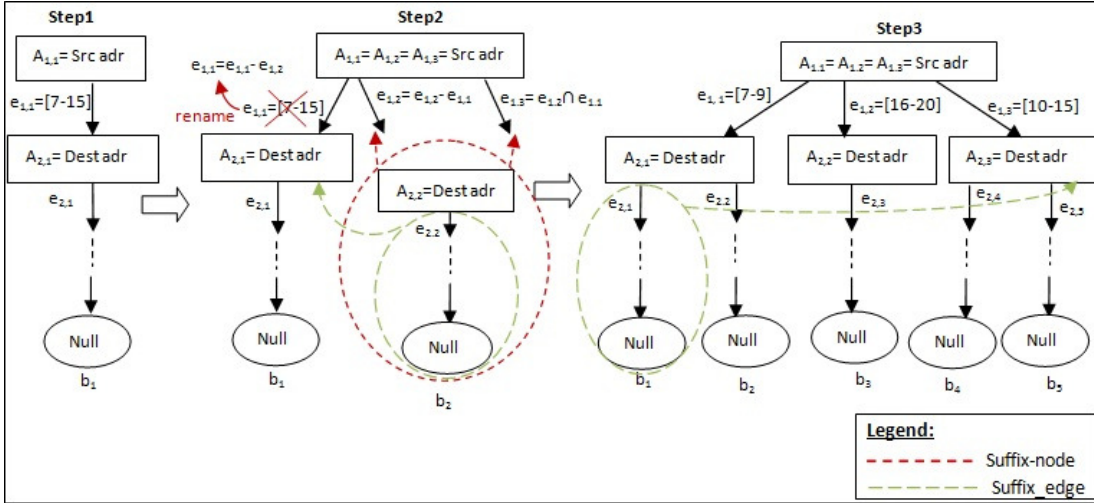 Step1
A1,1= Src adr
e1,1=[7-15]
A2,1= Dest adr
e2,1
Null
b1
Step2
A1,1= A1,2= A1,3= Src adr
e1,1=e1,1- e1,2
rename
e1,1=[7-15]
e1,2=e1,2- e1,1
e1,3= e1,2∩ e1,1
A2,1= Dest adr
A2,2=Dest adr
e2,1
e2.2
Null
Null
b1
b2
Step3
A1,1= A1,2= A1,3= Src adr
e1,1=[7-9]
e1,2=[16-20]
e1,3=[10-15]
A2,1= Dest adr
A2,2= Dest adr
A2,3= Dest adr
e2,1
e2.2
e2,3
e2,4
e2,5
Null
Null
Null
Null
Null
b1
b2
b3
b4
b5
Legend:
Suffix-node
Suffix_edge